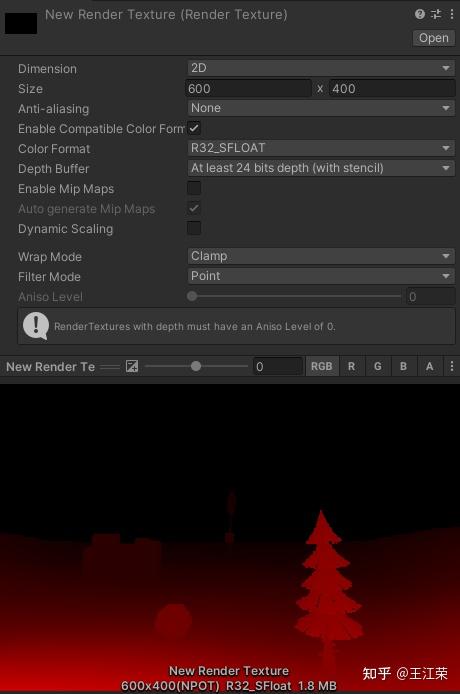 New Render Texture (Render Texture)
Open
Dimension 2D
Size 600 x 400
Anti-aliasing None
Enable Compatible Color Form
Color Format R32_SFLOAT
Depth Buffer At least 24 bits depth (with stencil)
Enable Mip Maps
Auto generate Mip Maps
Dynamic Scaling
Wrap Mode Clamp
Filter Mode Point
Aniso Level 0
RenderTextures with depth must have an Aniso Level of 0.
New Render Te 0 RGB R G B A
New Render Texture
600x400(NPOT) R32_SFloat 1.8 MB
知乎 @王江荣